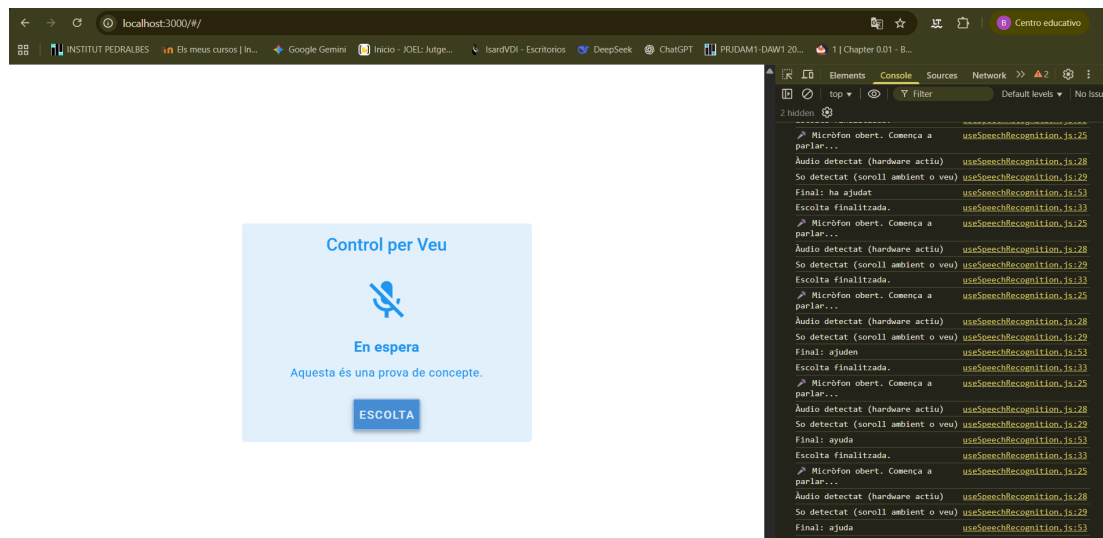 localhost:3000/#/
B Centro educativo
INSTITUT PEDRALBES
Els meus cursos | In...
Google Gemini
Inicio - JOEL: Jutge...
IsardVDI - Escritorios
DeepSeek
ChatGPT
PRJDAM1-DAW1 20...
1 | Chapter 0.01 - B...
Elements Console Sources Network 2
top Filter Default levels No Issu
2 hidden
Control per Veu
En espera
Aquesta és una prova de concepte.
ESCOLTA
Micròfon obert. Comença a parlar... useSpeechRecognition.js:25
Àudio detectat (hardware actiu) useSpeechRecognition.js:28
So detectat (soroll ambient o veu) useSpeechRecognition.js:29
Final: ha ajudat useSpeechRecognition.js:53
Escolta finalitzada. useSpeechRecognition.js:33
Micròfon obert. Comença a parlar... useSpeechRecognition.js:25
Àudio detectat (hardware actiu) useSpeechRecognition.js:28
So detectat (soroll ambient o veu) useSpeechRecognition.js:29
Escolta finalitzada. useSpeechRecognition.js:33
Micròfon obert. Comença a parlar... useSpeechRecognition.js:25
Àudio detectat (hardware actiu) useSpeechRecognition.js:28
So detectat (soroll ambient o veu) useSpeechRecognition.js:29
Final: ajuden useSpeechRecognition.js:53
Escolta finalitzada. useSpeechRecognition.js:33
Micròfon obert. Comença a parlar... useSpeechRecognition.js:25
Àudio detectat (hardware actiu) useSpeechRecognition.js:28
So detectat (soroll ambient o veu) useSpeechRecognition.js:29
Final: ayuda useSpeechRecognition.js:53
Escolta finalitzada. useSpeechRecognition.js:33
Micròfon obert. Comença a parlar... useSpeechRecognition.js:25
Àudio detectat (hardware actiu) useSpeechRecognition.js:28
So detectat (soroll ambient o veu) useSpeechRecognition.js:29
Final: ajuda useSpeechRecognition.js:53